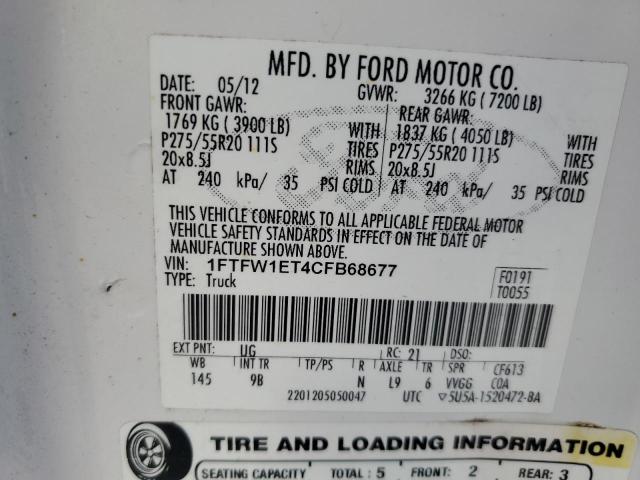 MFD. BY FORD MOTOR CO.
DATE: 05/12 GVWR: 3266 KG ( 7200 LB)
FRONT GAWR: REAR GAWR:
1769 KG ( 3900 LB) WITH 1837 KG ( 4050 LB) WITH
P275/55R20 111S TIRES P275/55R20 111S TIRES
20x8.5J RIMS 20x8.5J RIMS
AT 240 kPa/ 35 PSI COLD AT 240 kPa/ 35 PSI COLD
THIS VEHICLE CONFORMS TO ALL APPLICABLE FEDERAL MOTOR
VEHICLE SAFETY STANDARDS IN EFFECT ON THE DATE OF
MANUFACTURE SHOWN ABOVE.
VIN: 1FTFW1ET4CFB68677 F0191
TYPE: Truck T0055
EXT PNT: UG RC: 21 DSO:
WB INT TR TP/PS R AXLE TR SPR CF613
145 9B N L9 6 VVGG COA
2201205050047 UTC ▽5U5A-1520472-BA
TIRE AND LOADING INFORMATION
SEATING CAPACITY TOTAL : 5 FRONT: 2 REAR: 3